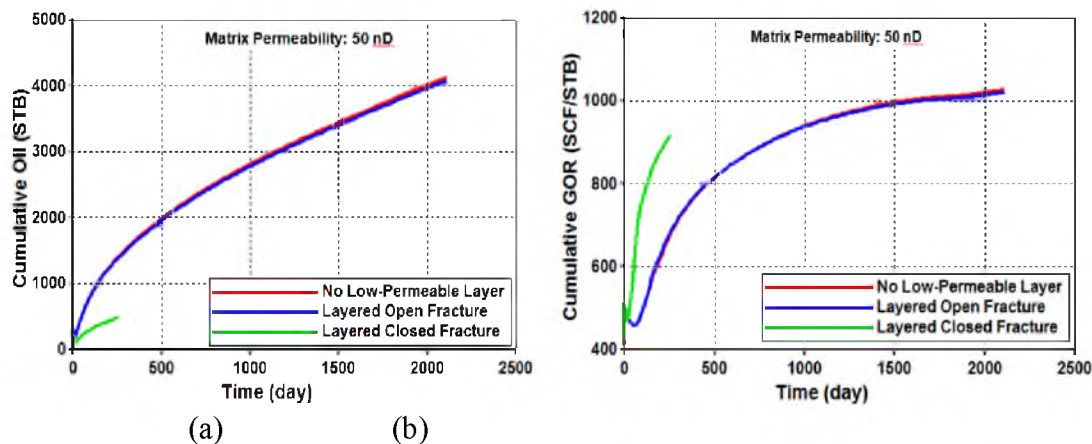 5000
4000
3000
2000
1000
0
Cumulative Oil (STB)
Matrix Permeability: 50 nD
No Low-Permeable Layer
Layered Open Fracture
Layered Closed Fracture
0 500 1000 1500 2000 2500
Time (day)
1200
1000
800
600
400
Cumulative GOR (SCF/STB)
Matrix Permeability: 50 nD
No Low-Permeable Layer
Layered Open Fracture
Layered Closed Fracture
0 500 1000 1500 2000 2500
Time (day)
(a) (b)